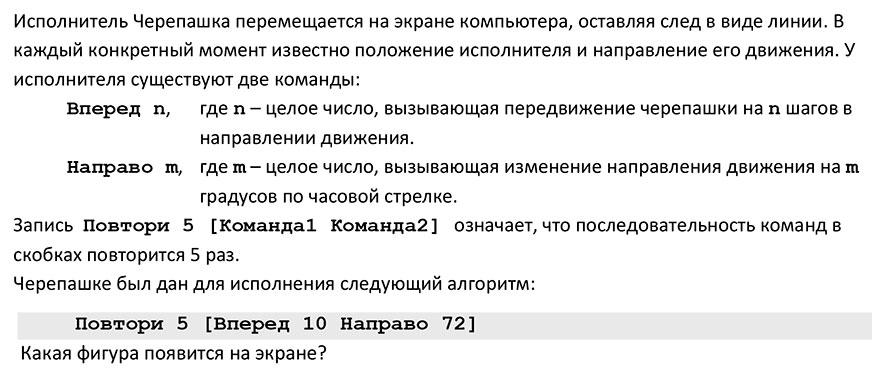 Исполнитель Черепашка перемещается на экране компьютера, оставляя след в виде линии. В
каждый конкретный момент известно положение исполнителя и направление его движения. У
исполнителя существуют две команды:
Вперед n, где n – целое число, вызывающая передвижение черепашки на n шагов в
направлении движения.
Направо m, где m – целое число, вызывающая изменение направления движения на m
градусов по часовой стрелке.
Запись Повтори 5 [Команда1 Команда2] означает, что последовательность команд в
скобках повторится 5 раз.
Черепашке был дан для исполнения следующий алгоритм:
Повтори 5 [Вперед 10 Направо 72]
Какая фигура появится на экране?